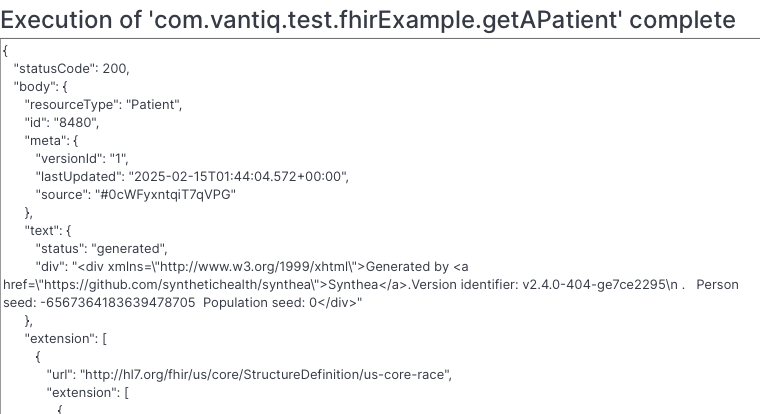 Execution of 'com.vantiq.test.fhirExample.getAPatient' complete
{
"statusCode": 200,
"body": {
"resourceType": "Patient",
"id": "8480",
"meta": {
"versionId": "1",
"lastUpdated": "2025-02-15T01:44:04.572+00:00",
"source": "#0cWFyxntqiT7qVPG"
},
"text": {
"status": "generated",
"div": "<div xmlns=\"http://www.w3.org/1999/xhtml\">Generated by <a
href=\"https://github.com/synthetichealth/synthea\">Synthea</a>.Version identifier: v2.4.0-404-ge7ce2295\n .   Person
seed: -6567364183639478705  Population seed: 0</div>"
},
"extension": [
{
"url": "http://hl7.org/fhir/us/core/StructureDefinition/us-core-race",
"extension": [
{